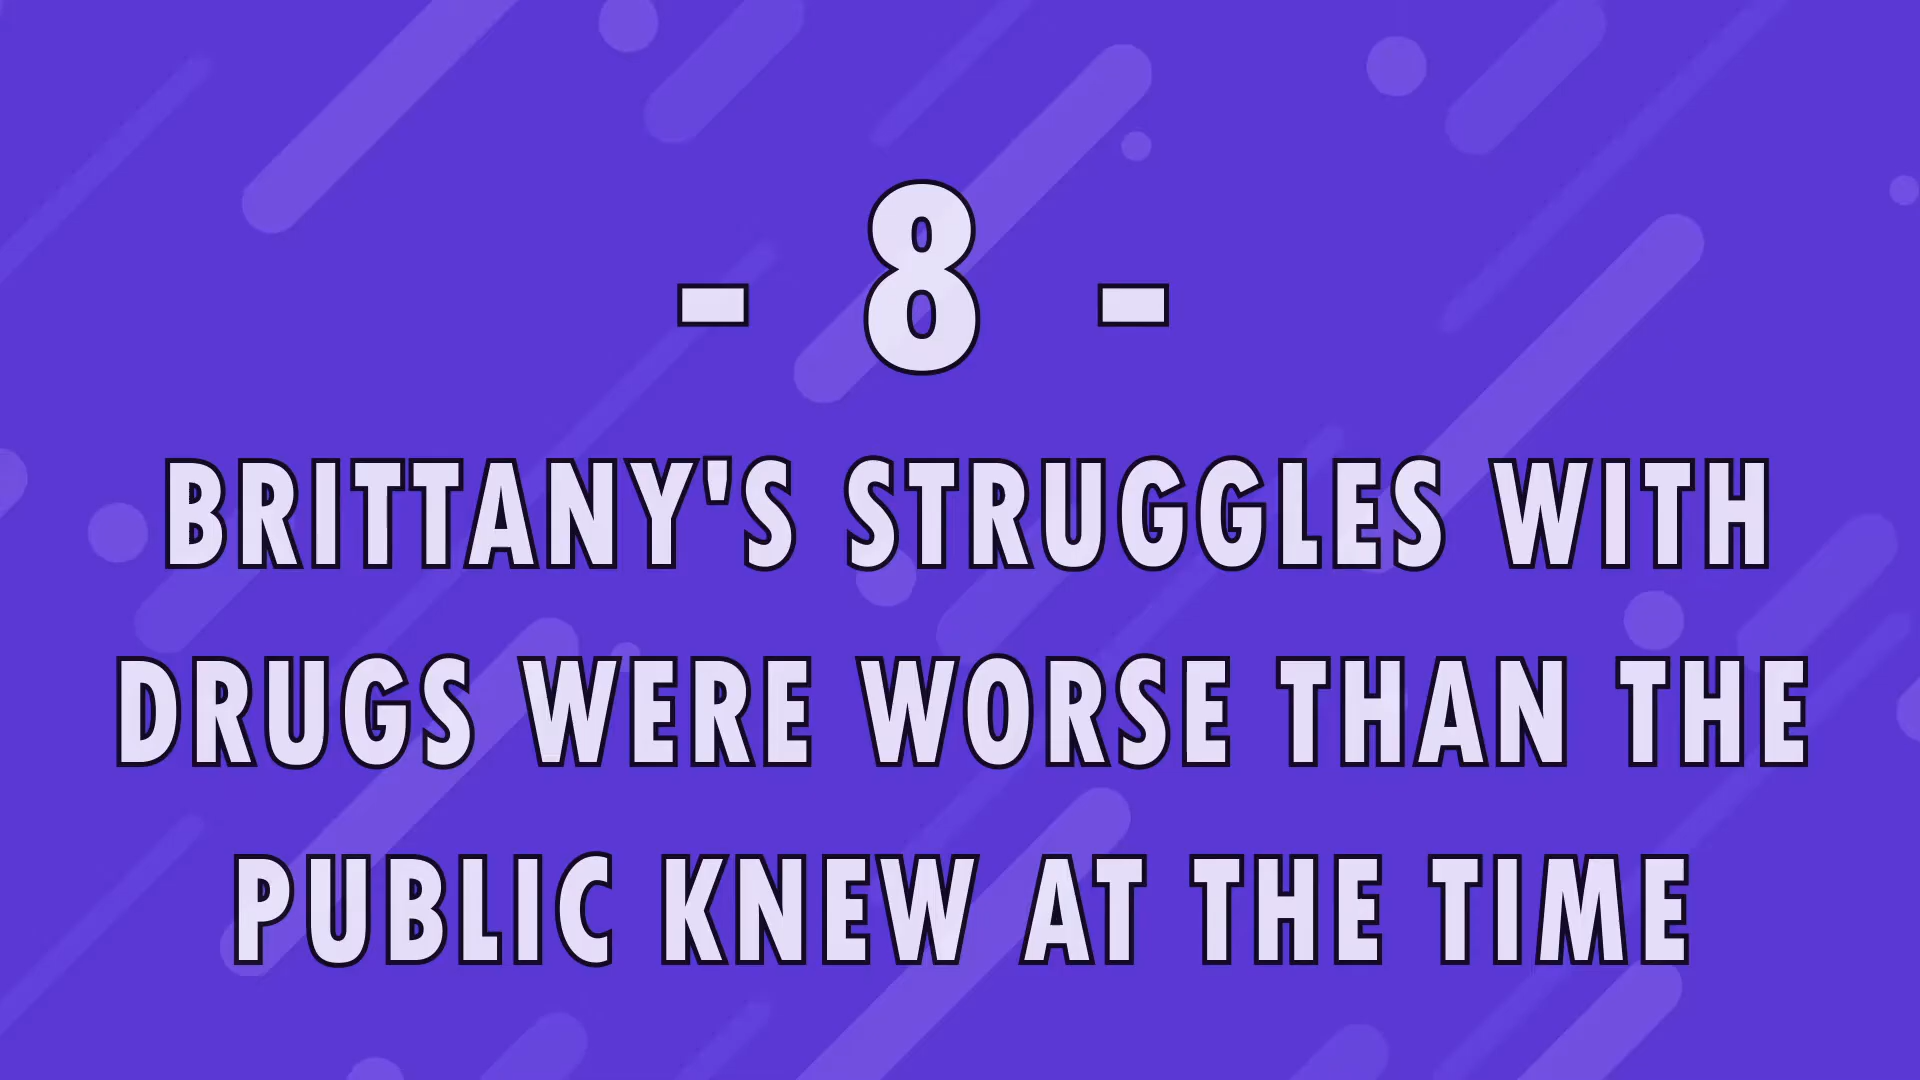 - 8 -
BRITTANY'S STRUGGLES WITH
DRUGS WERE WORSE THAN THE
PUBLIC KNEW AT THE TIME